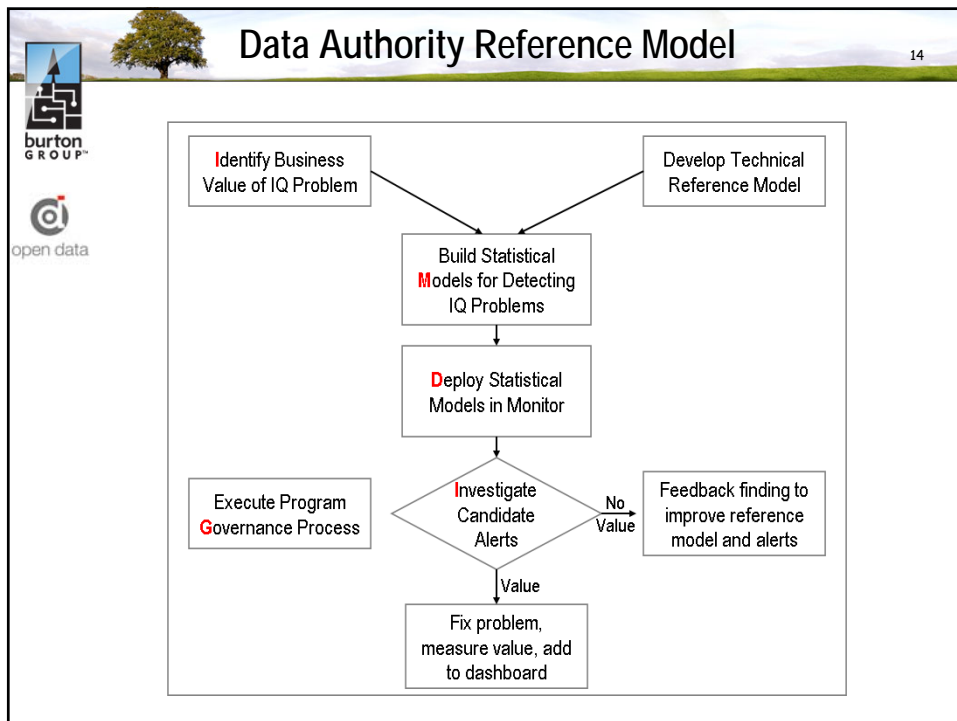 Data Authority Reference Model
14
burton
GROUP™
open data
Identify Business
Value of IQ Problem
Develop Technical
Reference Model
Build Statistical
Models for Detecting
IQ Problems
Deploy Statistical
Models in Monitor
Execute Program
Governance Process
Investigate
Candidate
Alerts
No
Value
Feedback finding to
improve reference
model and alerts
Value
Fix problem,
measure value, add
to dashboard